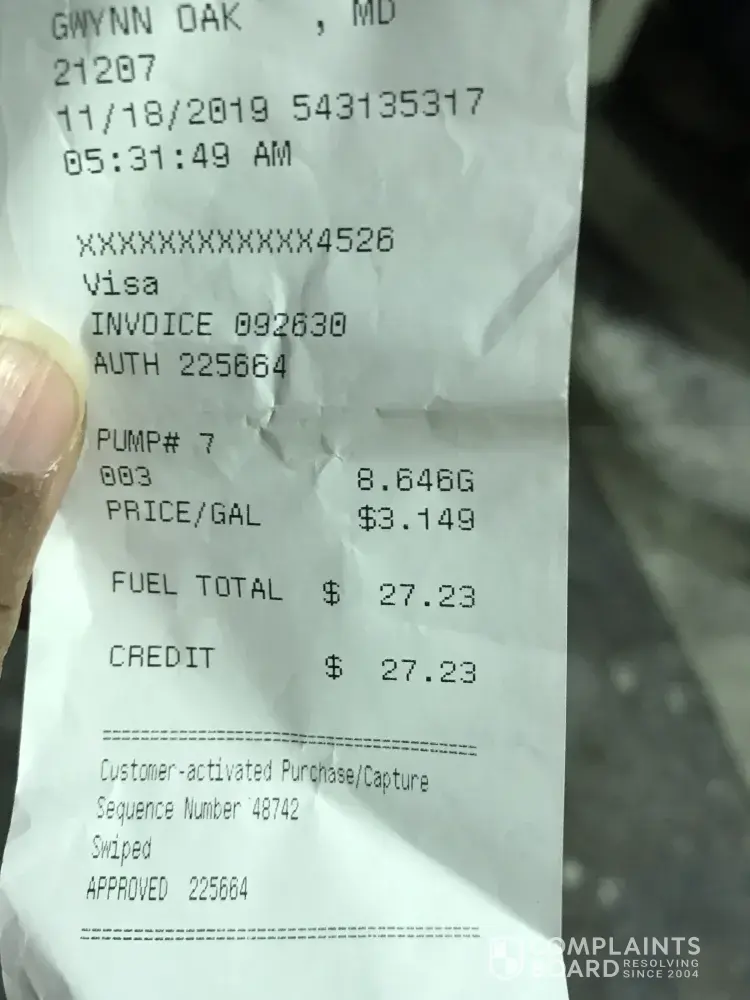 GWYNN OAK , MD
21207
11/18/2019 543135317
05:31:49 AM
XXXXXXXXXXXX4526
Visa
INVOICE 092630
AUTH 225664
PUMP# 7
003 8.646G
PRICE/GAL $3.149
FUEL TOTAL $ 27.23
CREDIT $ 27.23
Customer-activated Purchase/Capture
Sequence Number 48742
Swiped
APPROVED 225664
COMPLAINTS
BOARD RESOLVING SINCE 2004